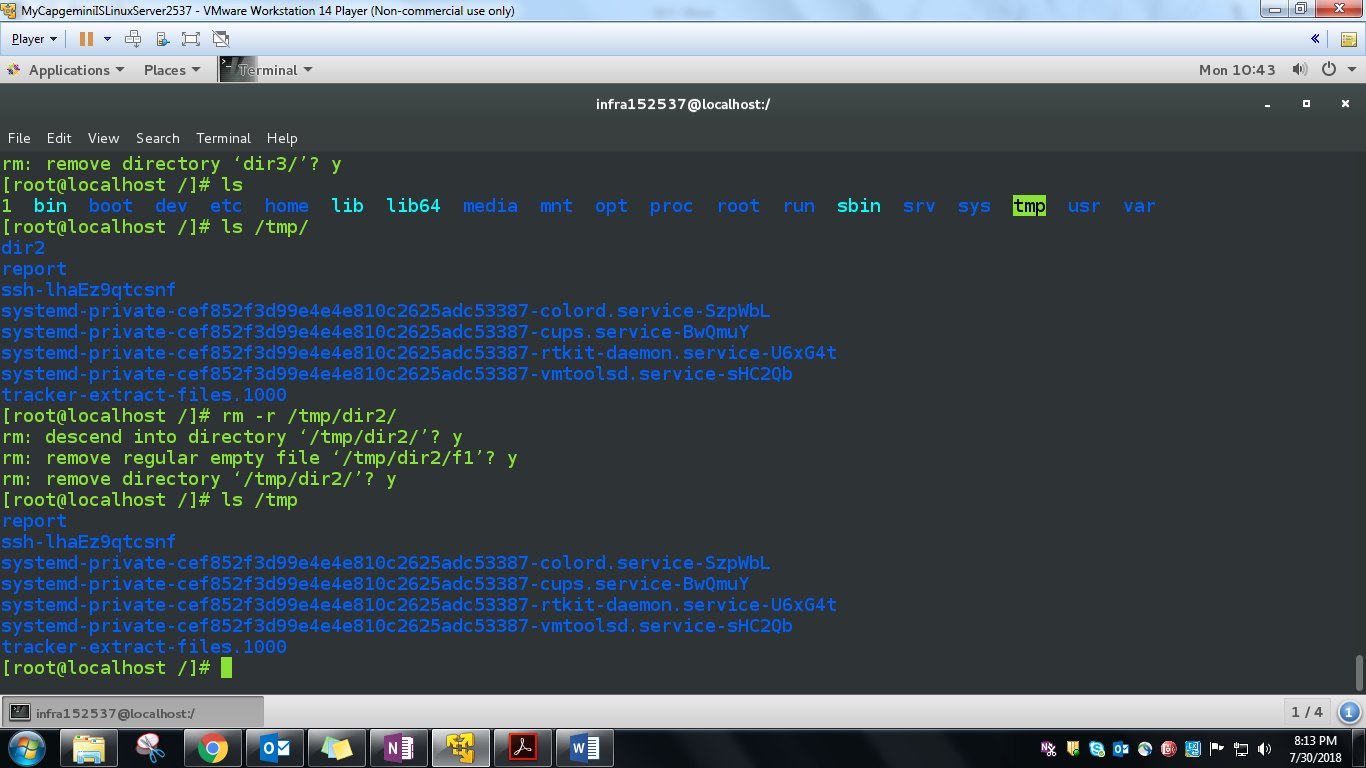 MyCapgeminiISLinuxServer2537 - VMware Workstation 14 Player (Non-commercial use only)
Player
Applications Places Terminal Mon 10:43
infra152537@localhost:/
File Edit View Search Terminal Help
rm: remove directory ‘dir3/’? y
[root@localhost /]# ls
1 bin boot dev etc home lib lib64 media mnt opt proc root run sbin srv sys tmp usr var
[root@localhost /]# ls /tmp/
dir2
report
ssh-lhaEz9qtcsnf
systemd-private-cef852f3d99e4e4e810c2625adc53387-colord.service-SzpWbL
systemd-private-cef852f3d99e4e4e810c2625adc53387-cups.service-BwQmuY
systemd-private-cef852f3d99e4e4e810c2625adc53387-rtkit-daemon.service-U6xG4t
systemd-private-cef852f3d99e4e4e810c2625adc53387-vmtoolsd.service-sHC2Qb
tracker-extract-files.1000
[root@localhost /]# rm -r /tmp/dir2/
rm: descend into directory ‘/tmp/dir2/’? y
rm: remove regular empty file ‘/tmp/dir2/f1’? y
rm: remove directory ‘/tmp/dir2/’? y
[root@localhost /]# ls /tmp
report
ssh-lhaEz9qtcsnf
systemd-private-cef852f3d99e4e4e810c2625adc53387-colord.service-SzpWbL
systemd-private-cef852f3d99e4e4e810c2625adc53387-cups.service-BwQmuY
systemd-private-cef852f3d99e4e4e810c2625adc53387-rtkit-daemon.service-U6xG4t
systemd-private-cef852f3d99e4e4e810c2625adc53387-vmtoolsd.service-sHC2Qb
tracker-extract-files.1000
[root@localhost /]#
infra152537@localhost:/ 1 / 4 1
8:13 PM
7/30/2018